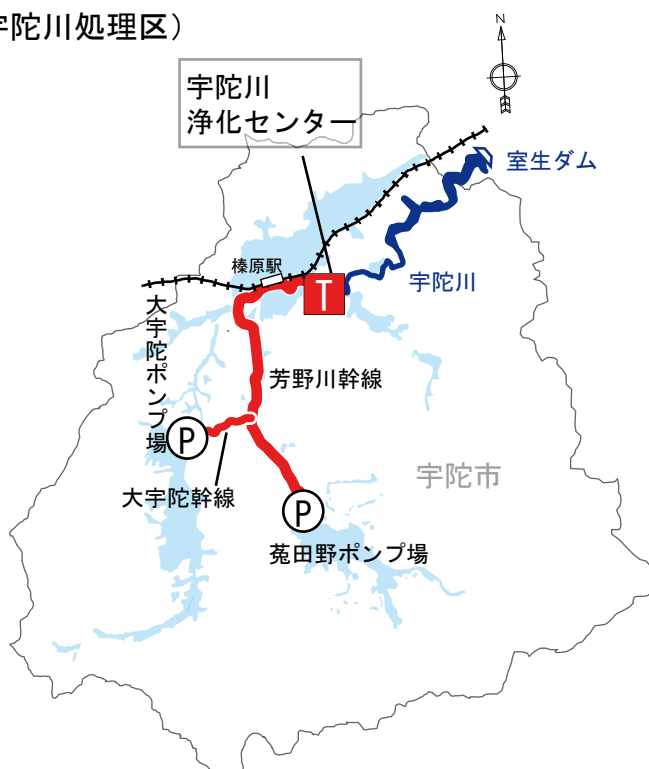 宇陀川処理区）
N
宇陀川
浄化センター
室生ダム
榛原駅
宇陀川
T
大宇陀ポンプ場
芳野川幹線
P
大宇陀幹線
宇陀市
P
菟田野ポンプ場